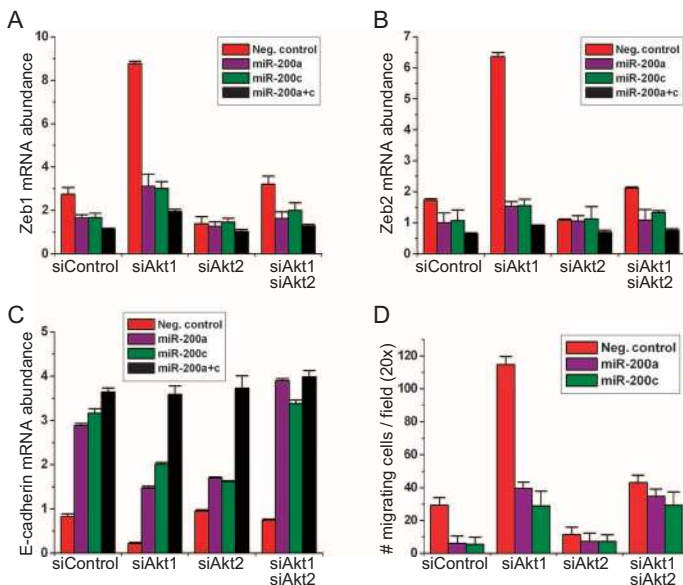 A
Zeb1 mRNA abundance
10
8
6
4
2
0
Neg. control
miR-200a
miR-200c
miR-200a+c
siControl
siAkt1
siAkt2
siAkt1
siAkt2
B
Zeb2 mRNA abundance
7
6
5
4
3
2
1
0
Neg. control
miR-200a
miR-200c
miR-200a+c
siControl
siAkt1
siAkt2
siAkt1
siAkt2
C
E-cadherin mRNA abundance
5
4
3
2
1
0
Neg. control
miR-200a
miR-200c
miR-200a+c
siControl
siAkt1
siAkt2
siAkt1
siAkt2
D
# migrating cells / field (20x)
120
100
80
60
40
20
0
Neg. control
miR-200a
miR-200c
siControl
siAkt1
siAkt2
siAkt1
siAkt2